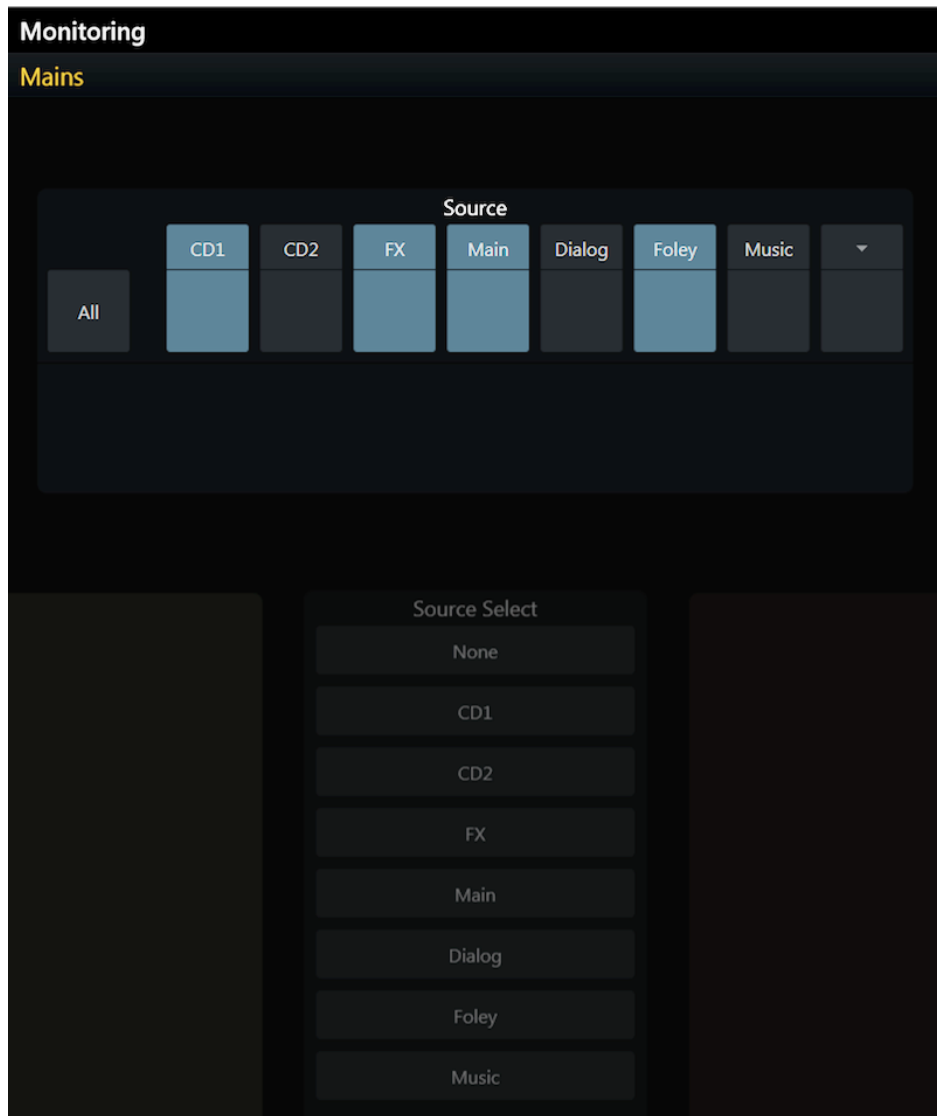 Monitoring
Mains
Source
CD1 CD2 FX Main Dialog Foley Music
All
Source Select
None
CD1
CD2
FX
Main
Dialog
Foley
Music